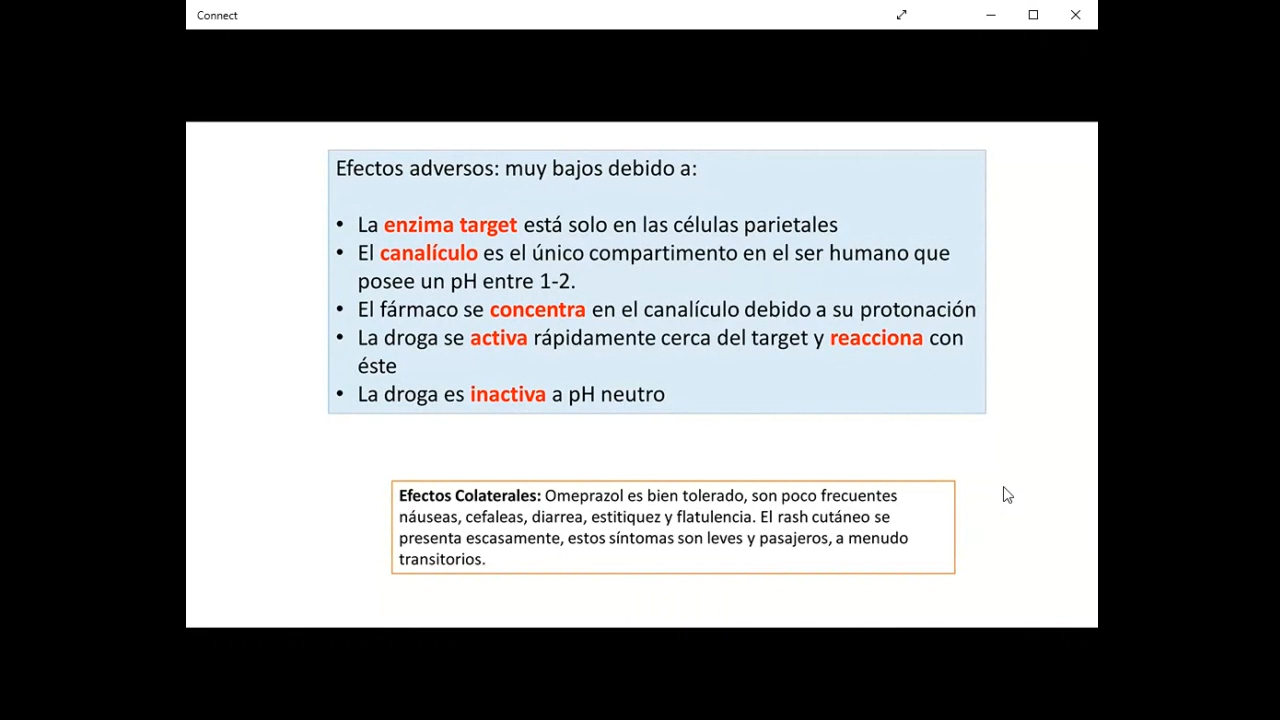 Connect
Efectos adversos: muy bajos debido a:
• La enzima target está solo en las células parietales
• El canalículo es el único compartimento en el ser humano que
posee un pH entre 1-2.
• El fármaco se concentra en el canalículo debido a su protonación
• La droga se activa rápidamente cerca del target y reacciona con
éste
• La droga es inactiva a pH neutro
Efectos Colaterales: Omeprazol es bien tolerado, son poco frecuentes
náuseas, cefaleas, diarrea, estitiquez y flatulencia. El rash cutáneo se
presenta escasamente, estos síntomas son leves y pasajeros, a menudo
transitorios.